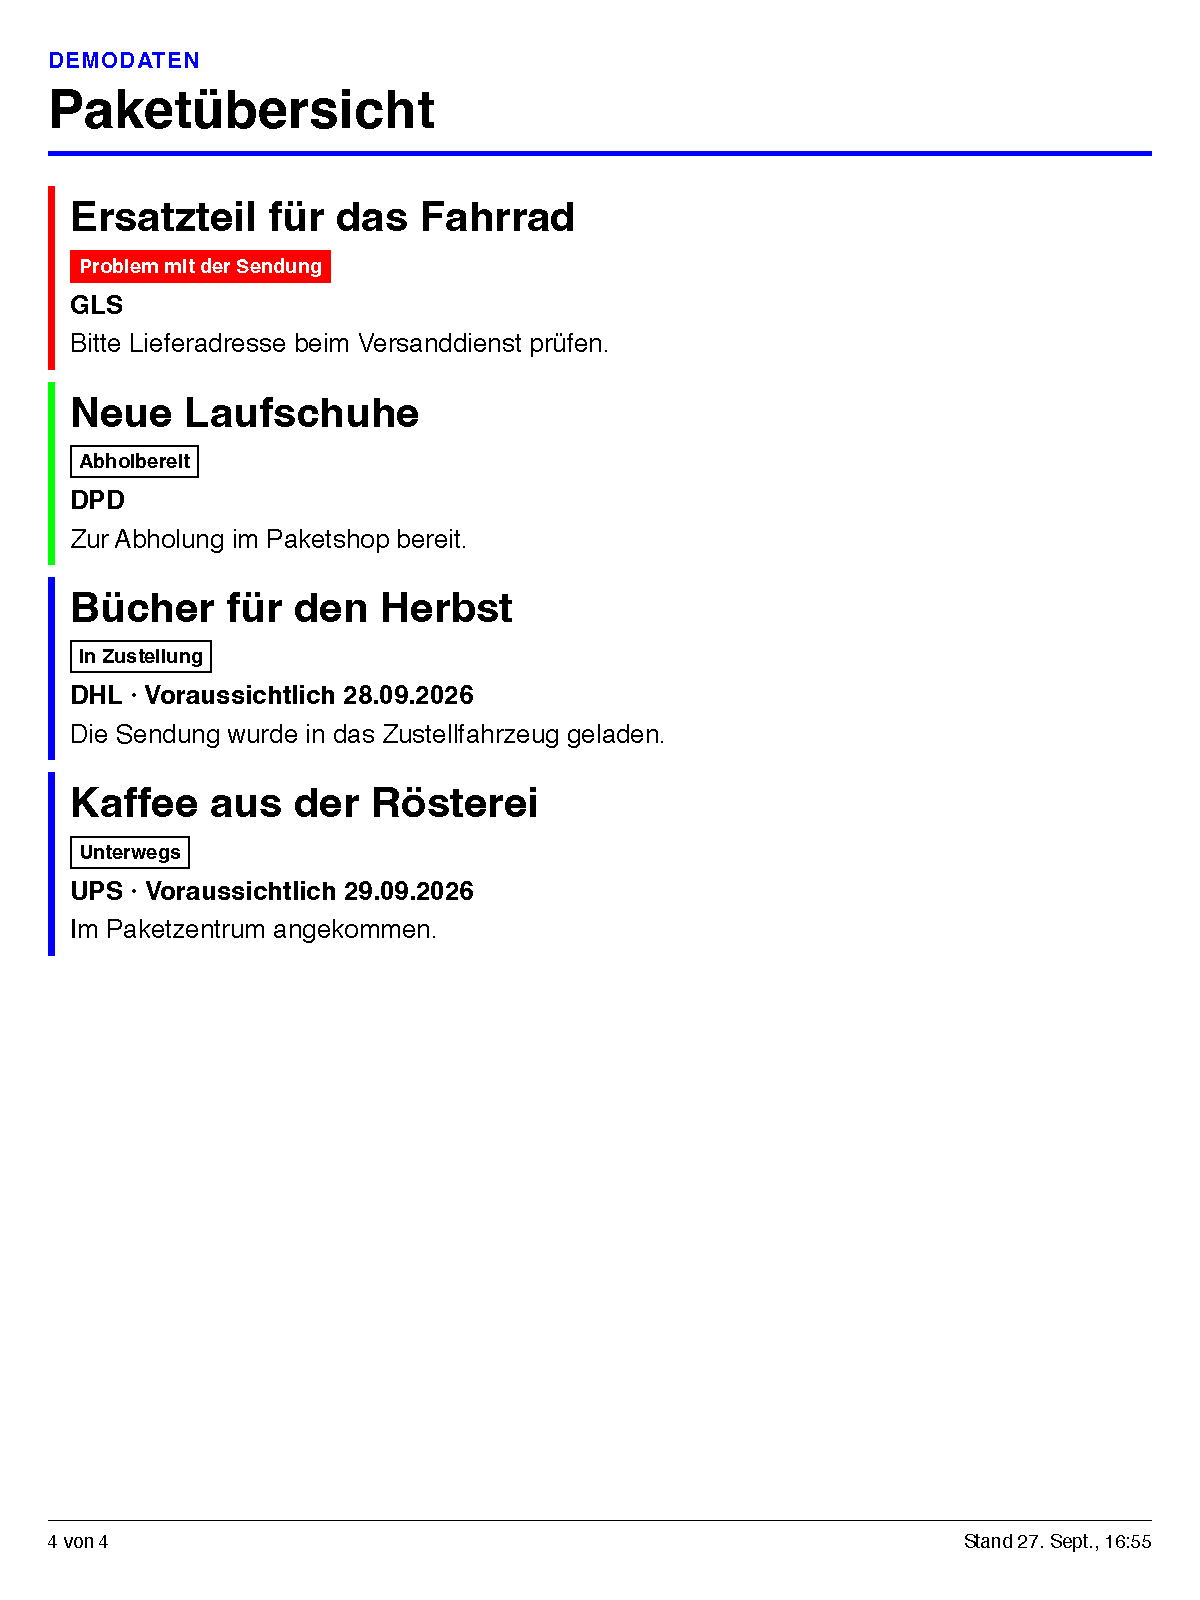 DEMODATEN
Paketübersicht
Ersatzteil für das Fahrrad
Problem mit der Sendung
GLS
Bitte Lieferadresse beim Versanddienst prüfen.
Neue Laufschuhe
Abholbereit
DPD
Zur Abholung im Paketshop bereit.
Bücher für den Herbst
In Zustellung
DHL · Voraussichtlich 28.09.2026
Die Sendung wurde in das Zustellfahrzeug geladen.
Kaffee aus der Rösterei
Unterwegs
UPS · Voraussichtlich 29.09.2026
Im Paketzentrum angekommen.
4 von 4
Stand 27. Sept., 16:55